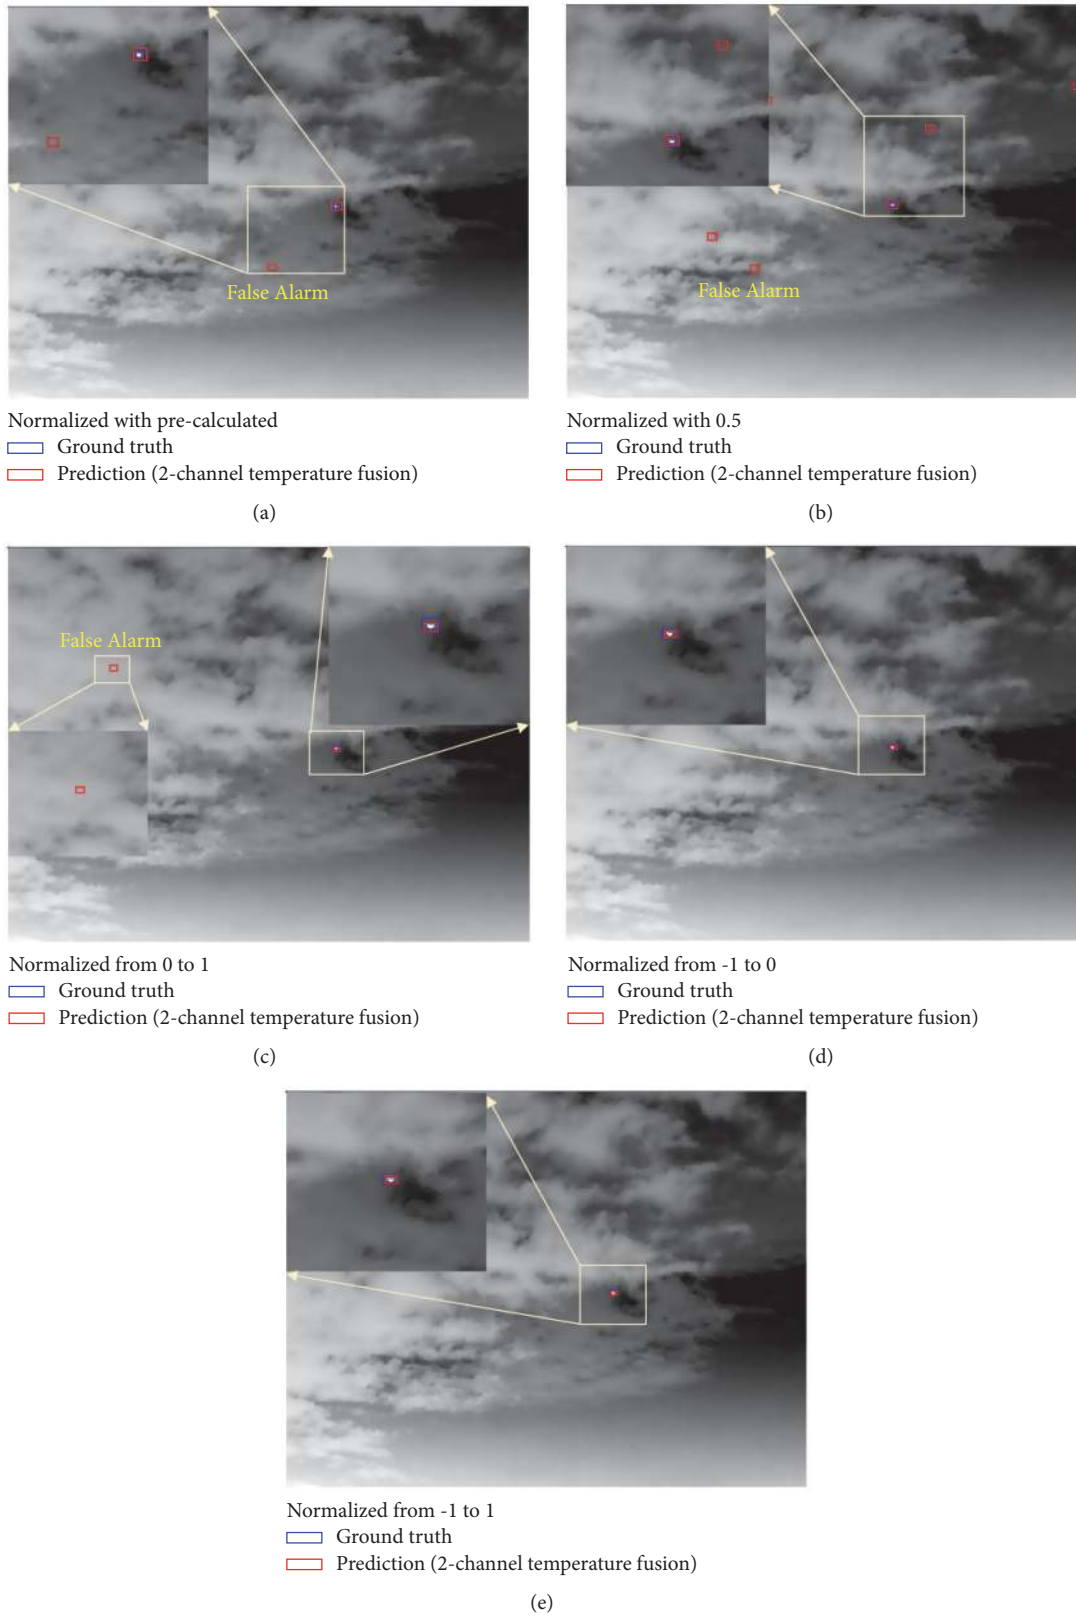 False Alarm
Normalized with pre-calculated
Ground truth
Prediction (2-channel temperature fusion)
(a)
False Alarm
Normalized with 0.5
Ground truth
Prediction (2-channel temperature fusion)
(b)
False Alarm
Normalized from 0 to 1
Ground truth
Prediction (2-channel temperature fusion)
(c)
Normalized from -1 to 0
Ground truth
Prediction (2-channel temperature fusion)
(d)
Normalized from -1 to 1
Ground truth
Prediction (2-channel temperature fusion)
(e)